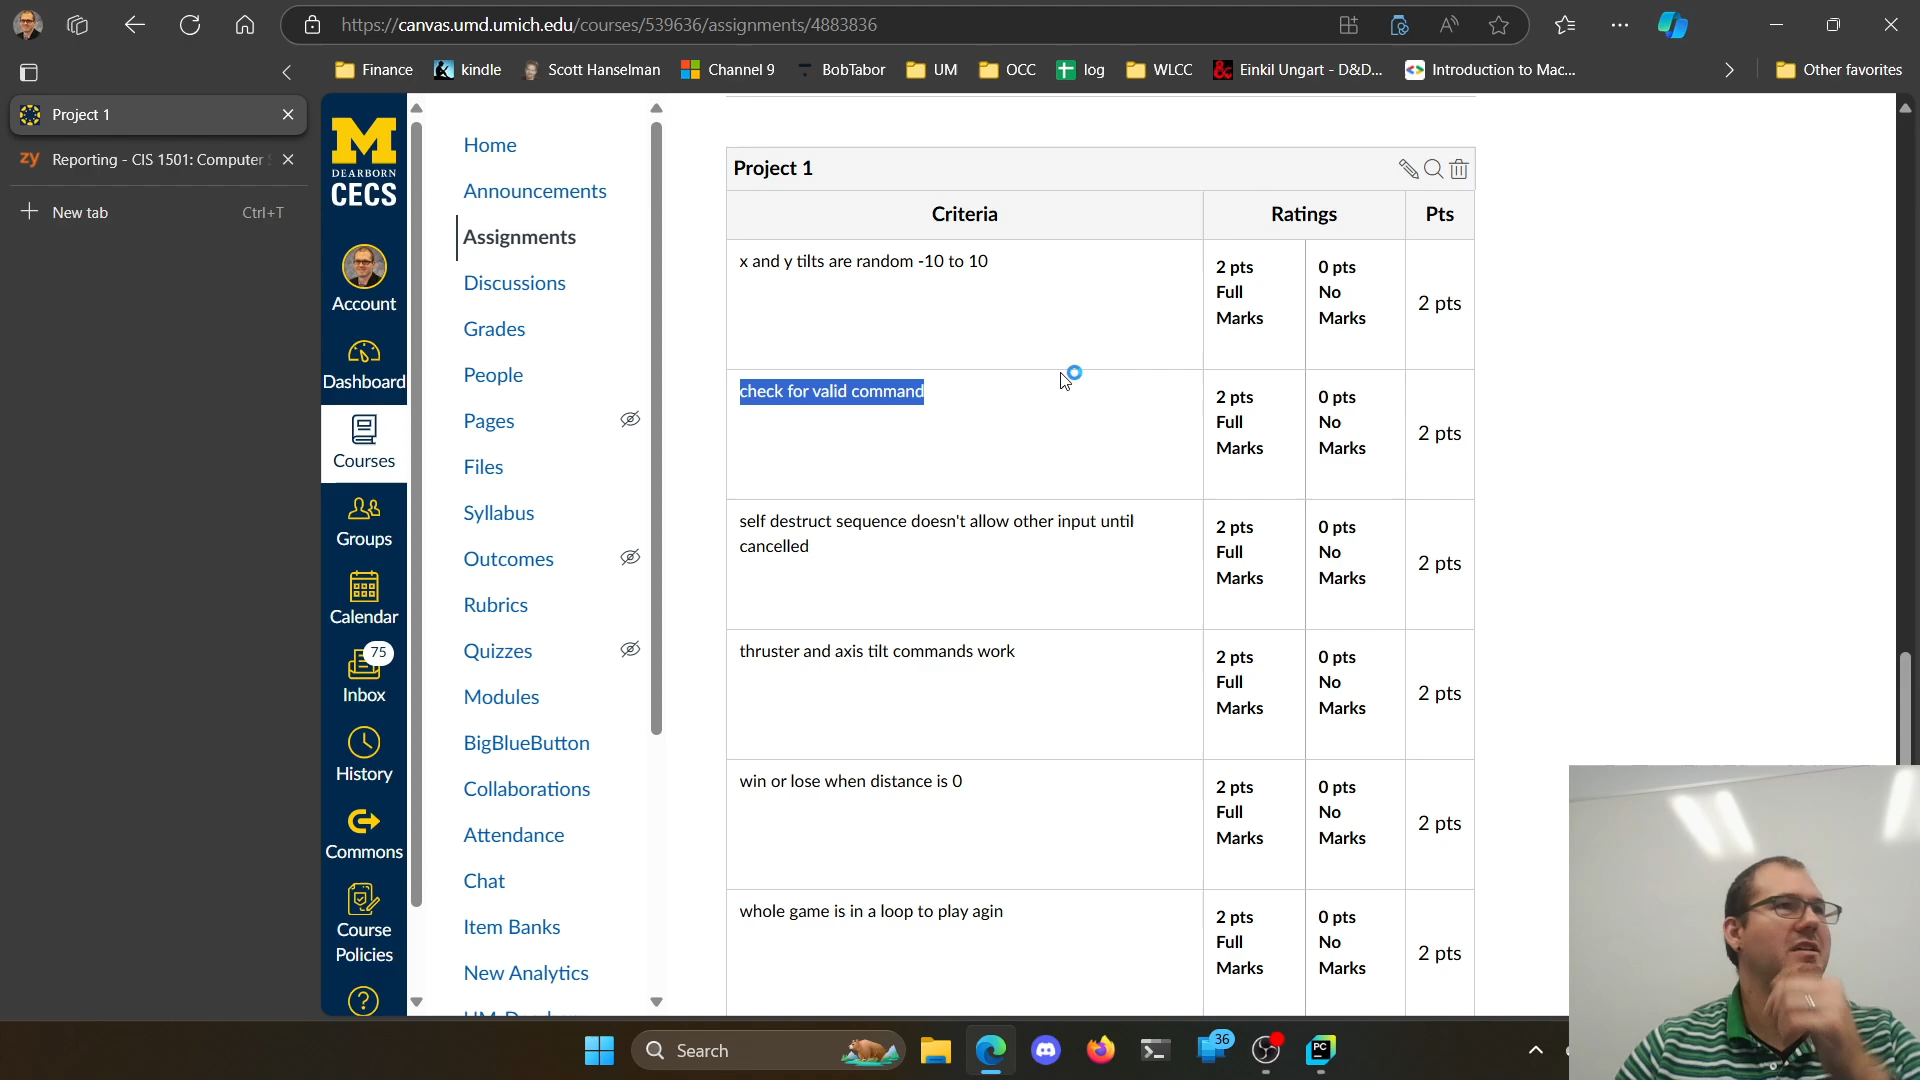 https://canvas.umd.umich.edu/courses/539636/assignments/4883836
Finance
kindle
Scott Hanselman
Channel 9
BobTabor
UM
OCC
log
WLCC
Einkil Ungart - D&D...
Introduction to Mac...
Other favorites
Project 1
zy Reporting - CIS 1501: Computer
New tab Ctrl+T
M
DEARBORN
CECS
Account
Dashboard
Courses
Groups
Calendar
75
Inbox
History
Commons
Course
Policies
Home
Announcements
Assignments
Discussions
Grades
People
Pages
Files
Syllabus
Outcomes
Rubrics
Quizzes
Modules
BigBlueButton
Collaborations
Attendance
Chat
Item Banks
New Analytics
Project 1
Criteria Ratings Pts
x and y tilts are random -10 to 10
2 pts
Full
Marks
0 pts
No
Marks
2 pts
check for valid command
2 pts
Full
Marks
0 pts
No
Marks
2 pts
self destruct sequence doesn't allow other input until
cancelled
2 pts
Full
Marks
0 pts
No
Marks
2 pts
thruster and axis tilt commands work
2 pts
Full
Marks
0 pts
No
Marks
2 pts
win or lose when distance is 0
2 pts
Full
Marks
0 pts
No
Marks
2 pts
whole game is in a loop to play agin
2 pts
Full
Marks
0 pts
No
Marks
2 pts
Search
36
PC